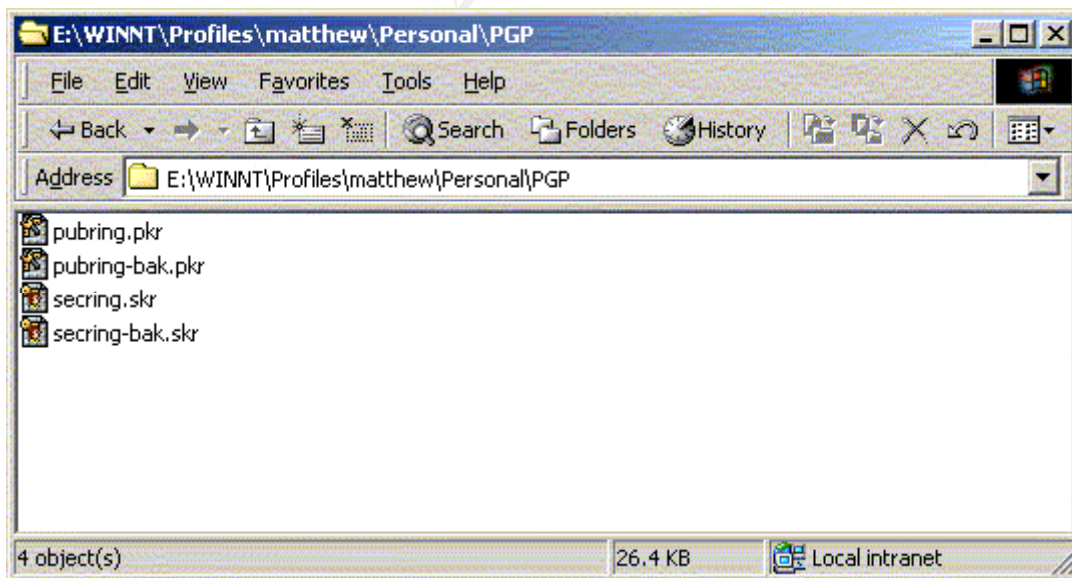 E:\WINNT\Profiles\matthew\Personal\PGP
File Edit View Favorites Tools Help
Back Search Folders History
Address E:\WINNT\Profiles\matthew\Personal\PGP
pubring.pkr
pubring-bak.pkr
secring.skr
secring-bak.skr
4 object(s) 26.4 KB Local intranet